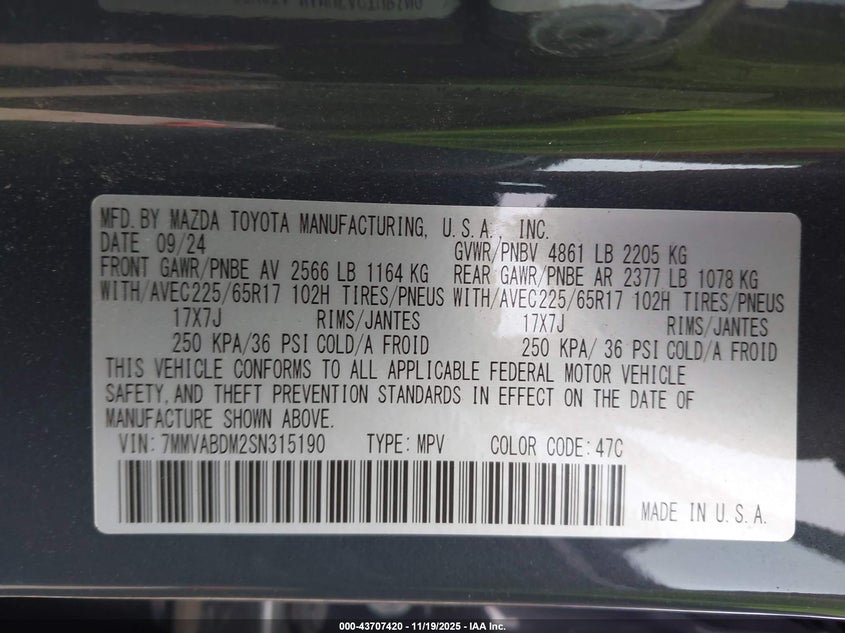 MFD. BY MAZDA TOYOTA MANUFACTURING, U.S.A., INC.
DATE 09/24
GVWR/PNBV 4861 LB 2205 KG
FRONT GAWR/PNBE AV 2566 LB 1164 KG REAR GAWR/PNBE AR 2377 LB 1078 KG
WITH/AVEC225/65R17 102H TIRES/PNEUS WITH/AVEC225/65R17 102H TIRES/PNEUS
17X7J RIMS/JANTES 17X7J RIMS/JANTES
250 KPA/36 PSI COLD/A FROID 250 KPA/ 36 PSI COLD/A FROID
THIS VEHICLE CONFORMS TO ALL APPLICABLE FEDERAL MOTOR VEHICLE
SAFETY, AND THEFT PREVENTION STANDARDS IN EFFECT ON THE DATE OF
MANUFACTURE SHOWN ABOVE.
VIN: 7MMVABDM2SN315190 TYPE: MPV COLOR CODE: 47C
MADE IN U.S.A.
000-43707420 - 11/19/2025 - IAA Inc.